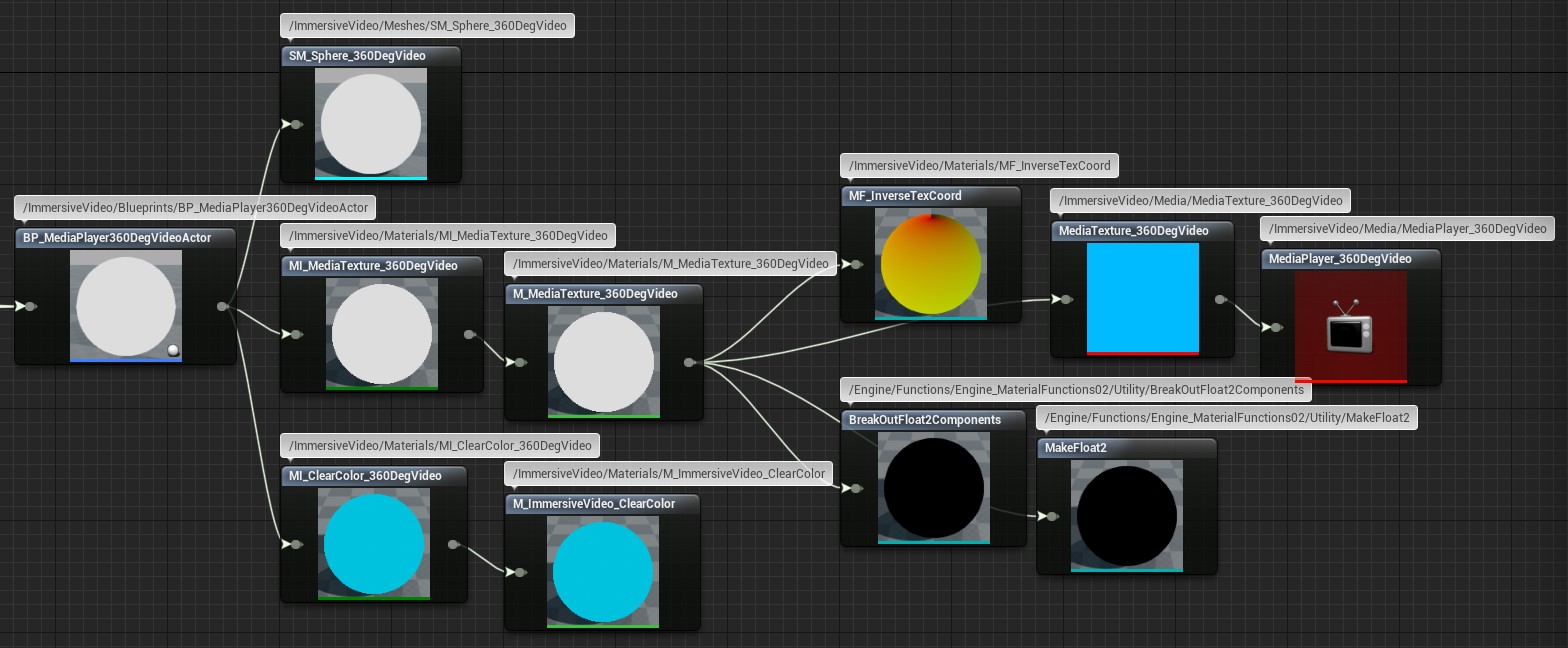 /ImmersiveVideo/Meshes/SM_Sphere_360DegVideo
SM_Sphere_360DegVideo
/ImmersiveVideo/Blueprints/BP_MediaPlayer360DegVideoActor
BP_MediaPlayer360DegVideoActor
/ImmersiveVideo/Materials/MI_MediaTexture_360DegVideo
MI_MediaTexture_360DegVideo
/ImmersiveVideo/Materials/M_MediaTexture_360DegVideo
M_MediaTexture_360DegVideo
/ImmersiveVideo/Materials/MF_InverseTexCoord
MF_InverseTexCoord
/ImmersiveVideo/Media/MediaTexture_360DegVideo
MediaTexture_360DegVideo
/ImmersiveVideo/Media/MediaPlayer_360DegVideo
MediaPlayer_360DegVideo
/Engine/Functions/Engine_MaterialFunctions02/Utility/BreakOutFloat2Components
BreakOutFloat2Components
/Engine/Functions/Engine_MaterialFunctions02/Utility/MakeFloat2
MakeFloat2
/ImmersiveVideo/Materials/MI_ClearColor_360DegVideo
MI_ClearColor_360DegVideo
/ImmersiveVideo/Materials/M_ImmersiveVideo_ClearColor
M_ImmersiveVideo_ClearColor